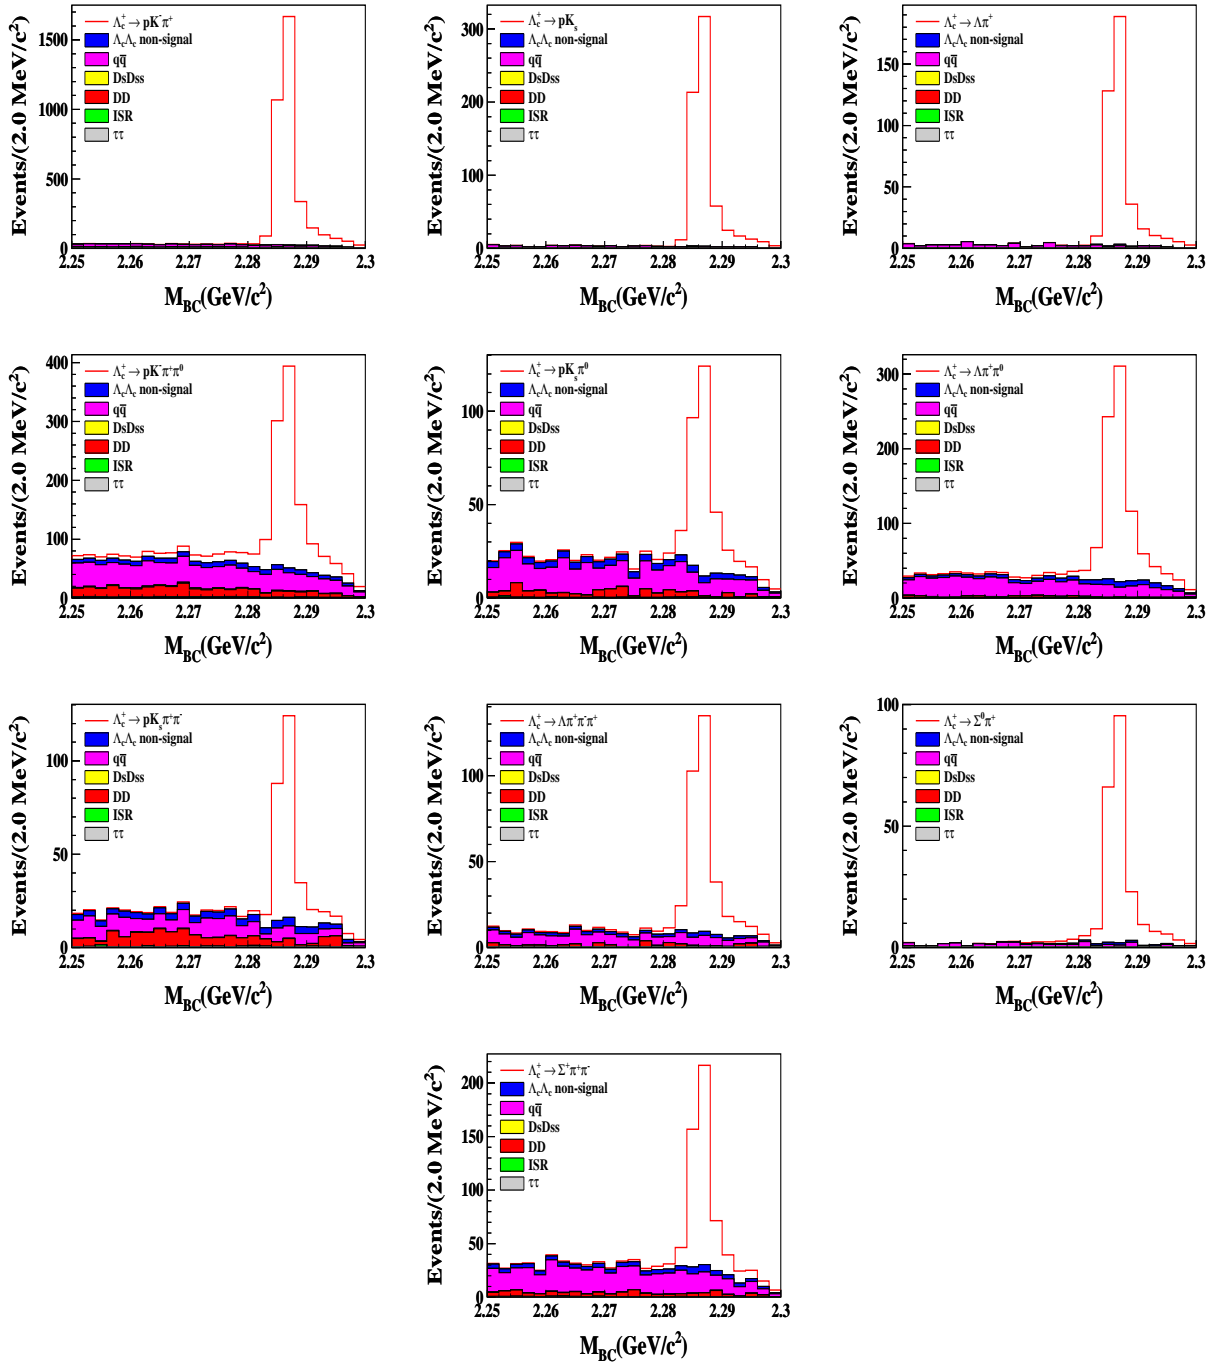 Events/(2.0 MeV/c²)
1500
1000
500
0
Λc⁺ → pK⁻π⁺
ΛcΛc non-signal
qq̅
DsDss
DD
ISR
ττ
2.25 2.26 2.27 2.28 2.29 2.3
M_BC(GeV/c²)
Events/(2.0 MeV/c²)
300
200
100
0
Λc⁺ → pKs
ΛcΛc non-signal
qq̅
DsDss
DD
ISR
ττ
2.25 2.26 2.27 2.28 2.29 2.3
M_BC(GeV/c²)
Events/(2.0 MeV/c²)
150
100
50
0
Λc⁺ → Λπ⁺
ΛcΛc non-signal
qq̅
DsDss
DD
ISR
ττ
2.25 2.26 2.27 2.28 2.29 2.3
M_BC(GeV/c²)
Events/(2.0 MeV/c²)
400
300
200
100
0
Λc⁺ → pK⁻π⁺π⁰
ΛcΛc non-signal
qq̅
DsDss
DD
ISR
ττ
2.25 2.26 2.27 2.28 2.29 2.3
M_BC(GeV/c²)
Events/(2.0 MeV/c²)
100
50
0
Λc⁺ → pKsπ⁰
ΛcΛc non-signal
qq̅
DsDss
DD
ISR
ττ
2.25 2.26 2.27 2.28 2.29 2.3
M_BC(GeV/c²)
Events/(2.0 MeV/c²)
300
200
100
0
Λc⁺ → Λπ⁺π⁰
ΛcΛc non-signal
qq̅
DsDss
DD
ISR
ττ
2.25 2.26 2.27 2.28 2.29 2.3
M_BC(GeV/c²)
Events/(2.0 MeV/c²)
100
50
0
Λc⁺ → pKsπ⁺π⁻
ΛcΛc non-signal
qq̅
DsDss
DD
ISR
ττ
2.25 2.26 2.27 2.28 2.29 2.3
M_BC(GeV/c²)
Events/(2.0 MeV/c²)
100
50
0
Λc⁺ → Λπ⁺π⁻π⁺
ΛcΛc non-signal
qq̅
DsDss
DD
ISR
ττ
2.25 2.26 2.27 2.28 2.29 2.3
M_BC(GeV/c²)
Events/(2.0 MeV/c²)
100
50
0
Λc⁺ → Σ⁰π⁺
ΛcΛc non-signal
qq̅
DsDss
DD
ISR
ττ
2.25 2.26 2.27 2.28 2.29 2.3
M_BC(GeV/c²)
Events/(2.0 MeV/c²)
200
150
100
50
0
Λc⁺ → Σ⁺π⁺π⁻
ΛcΛc non-signal
qq̅
DsDss
DD
ISR
ττ
2.25 2.26 2.27 2.28 2.29 2.3
M_BC(GeV/c²)